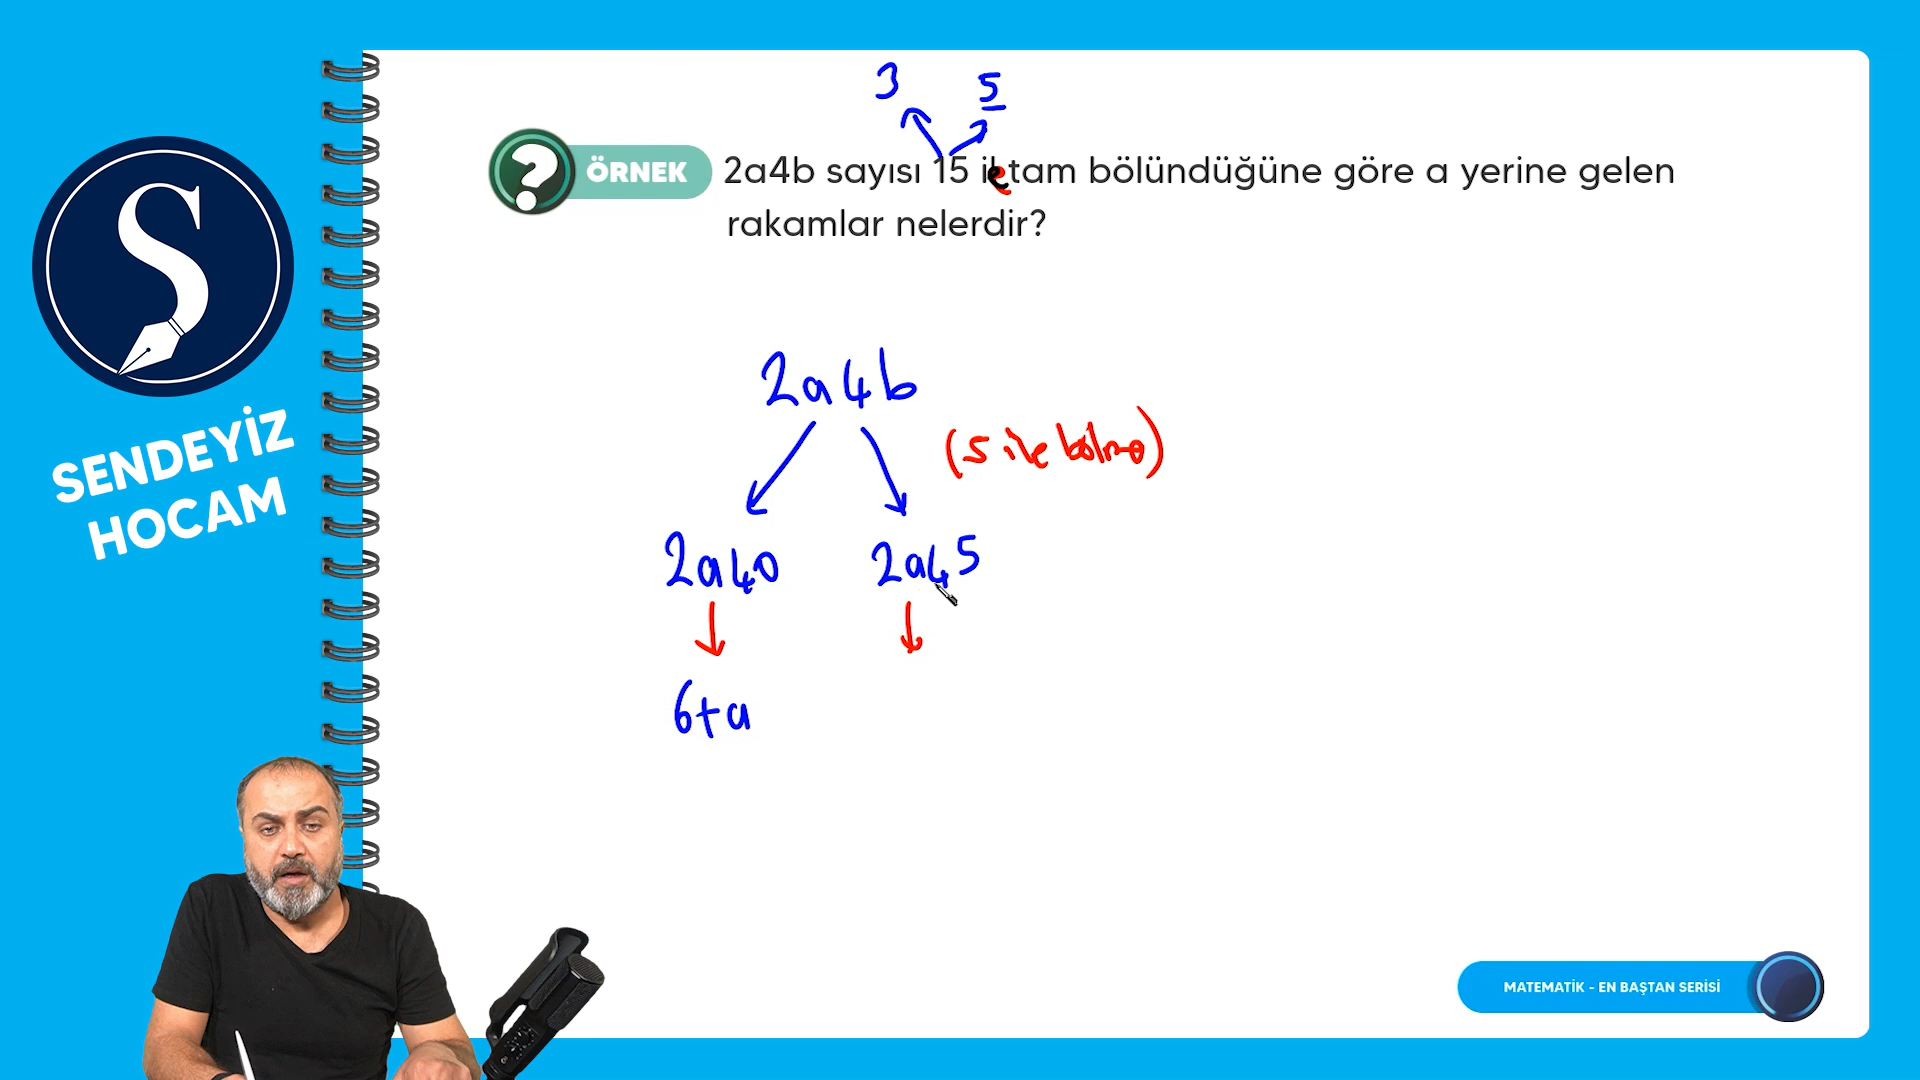 3 5
ÖRNEK 2a4b sayısı 15 ile tam bölündüğüne göre a yerine gelen
rakamlar nelerdir?
2a4b
(5 ile bölme)
2a40 2a45
6+a
S
SENDEYİZ
HOCAM
MATEMATİK - EN BAŞTAN SERİSİ